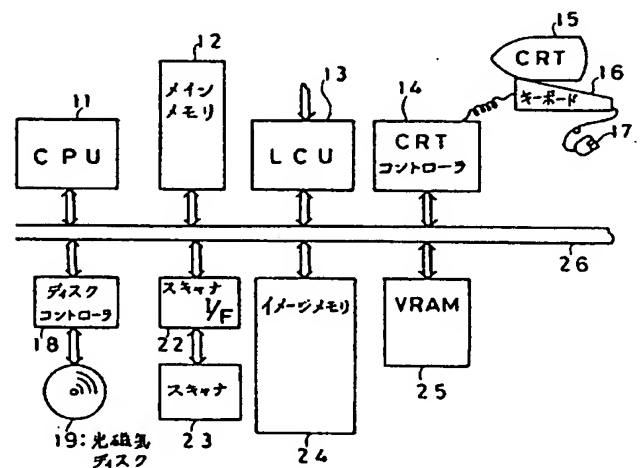 12
メイン
メモリ
11
CPU
13
LCU
14
CRT
コントローラ
15
CRT
16
キーボード
17
26
ディスク
コントローラ
18
19:光磁気
ディスク
スキャナ
I/F
22
スキャナ
23
イメージメモリ
24
VRAM
25